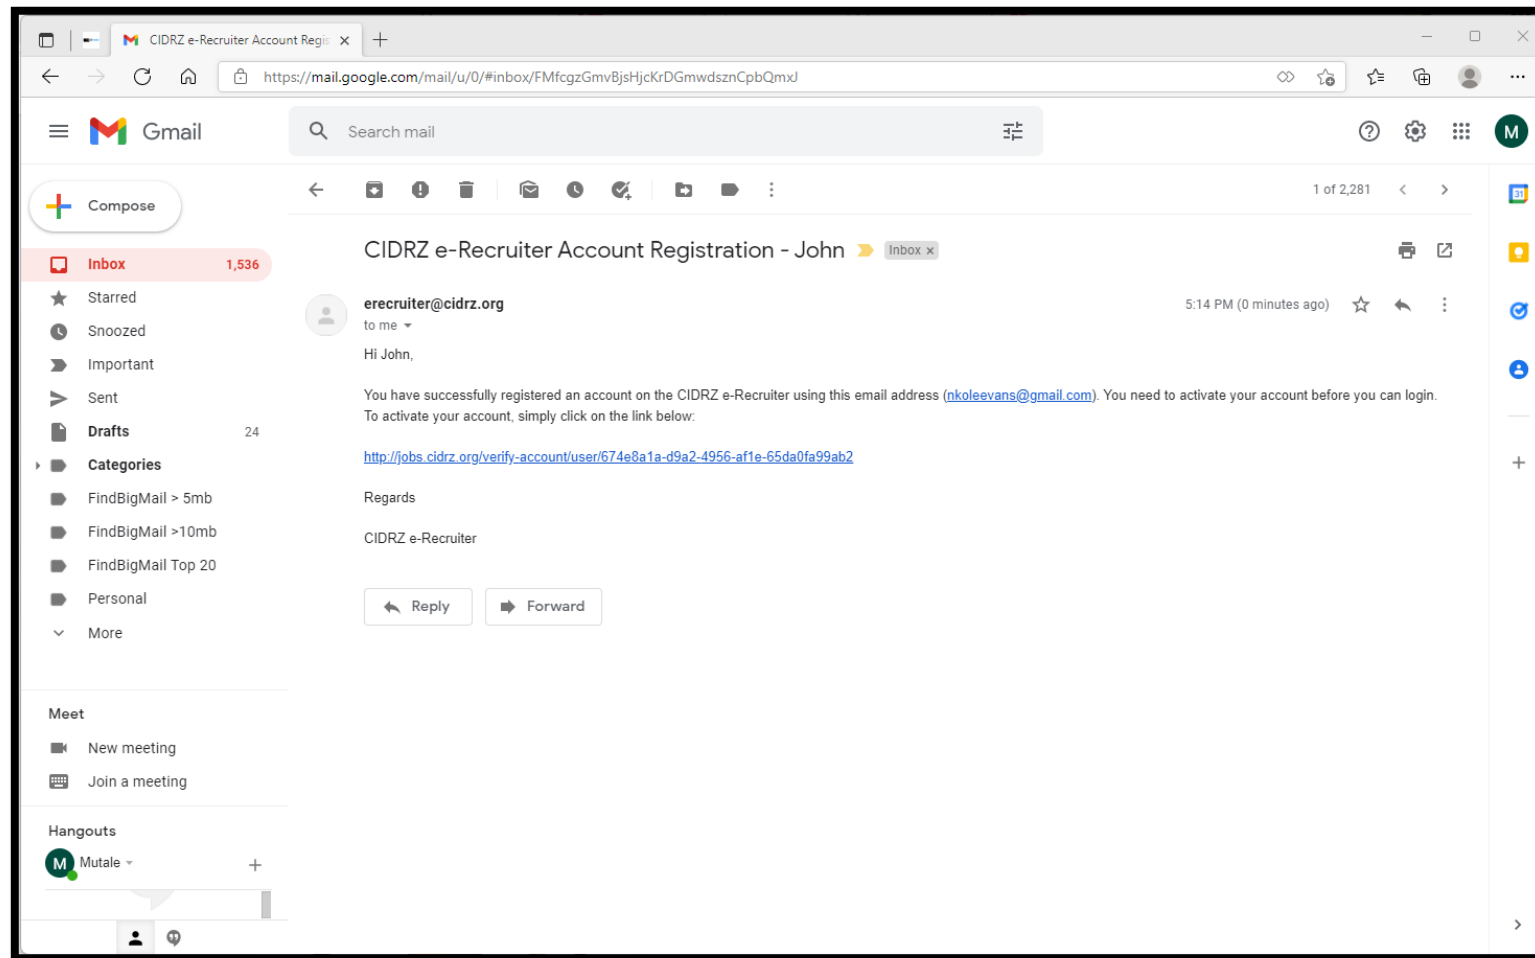 CIDRZ e-Recruiter Account Regis
https://mail.google.com/mail/u/0/#inbox/FMfcgzGmvBjsHjcKrDGmwdsznCpbQmxJ
Gmail
Search mail
M
Compose
1 of 2,281
31
CIDRZ e-Recruiter Account Registration - John
Inbox x
Inbox 1,536
Starred
Snoozed
Important
Sent
Drafts 24
Categories
FindBigMail > 5mb
FindBigMail >10mb
FindBigMail Top 20
Personal
More
erecruiter@cidrz.org
5:14 PM (0 minutes ago)
to me
Hi John,
You have successfully registered an account on the CIDRZ e-Recruiter using this email address (nkoleevans@gmail.com). You need to activate your account before you can login.
To activate your account, simply click on the link below:
http://jobs.cidrz.org/verify-account/user/674e8a1a-d9a2-4956-af1e-65da0fa99ab2
Regards
CIDRZ e-Recruiter
Reply
Forward
Meet
New meeting
Join a meeting
Hangouts
M
Mutale